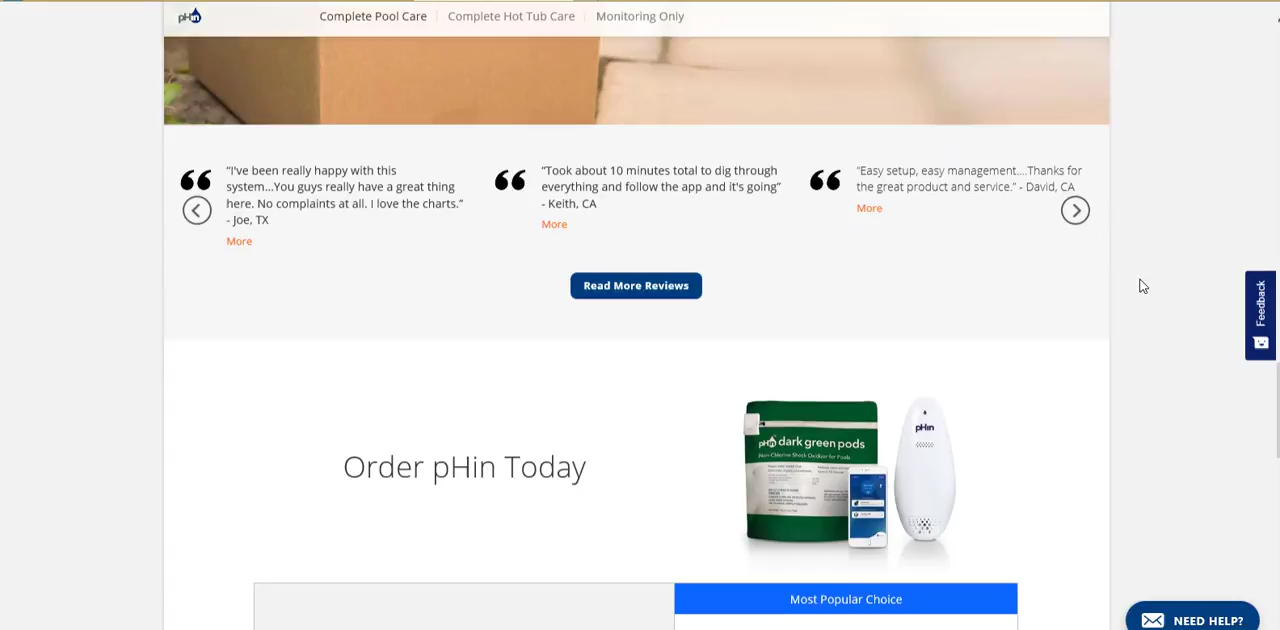 pHin
Complete Pool Care
Complete Hot Tub Care
Monitoring Only
“I've been really happy with this
system...You guys really have a great thing
here. No complaints at all. I love the charts.”
- Joe, TX
More
“Took about 10 minutes total to dig through
everything and follow the app and it's going”
- Keith, CA
More
“Easy setup, easy management....Thanks for
the great product and service.” - David, CA
More
Read More Reviews
Feedback
Order pHin Today
pHin dark green pods
Non-Chlorine Shock Oxidizer for Pools
pHin
Most Popular Choice
NEED HELP?